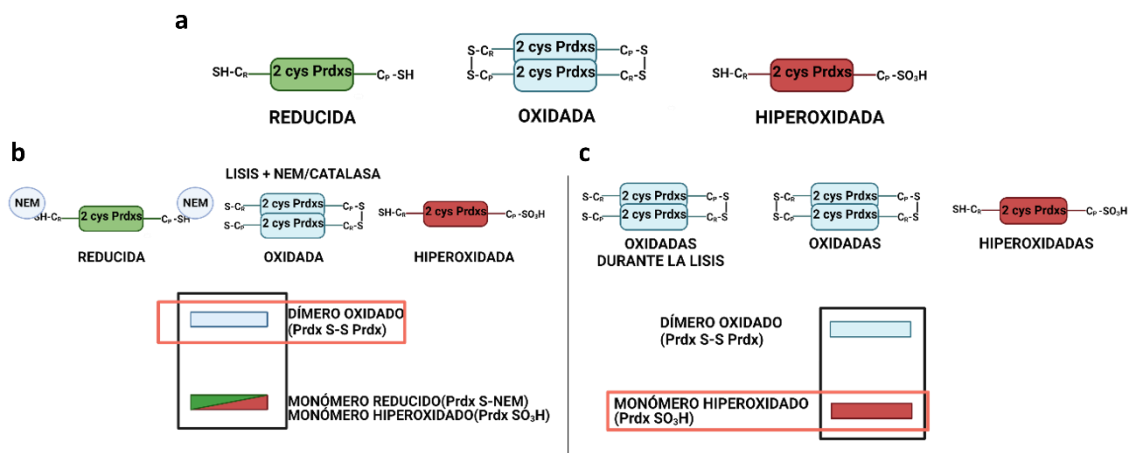 a
SH-CR 2 cys Prdxs CP-SH
REDUCIDA
S-CR 2 cys Prdxs CP-S
S-CP 2 cys Prdxs CR-S
OXIDADA
SH-CR 2 cys Prdxs CP-SO₃H
HIPEROXIDADA
b
LISIS + NEM/CATALASA
NEM NEM
SH-CR 2 cys Prdxs CP-SH
REDUCIDA
S-CR 2 cys Prdxs CP-S
S-CP 2 cys Prdxs CR-S
OXIDADA
SH-CR 2 cys Prdxs CP-SO₃H
HIPEROXIDADA
DÍMERO OXIDADO
(Prdx S-S Prdx)
MONÓMERO REDUCIDO(Prdx S-NEM)
MONÓMERO HIPEROXIDADO(Prdx SO₃H)
c
S-CR 2 cys Prdxs CP-S
S-CP 2 cys Prdxs CR-S
OXIDADAS
DURANTE LA LISIS
S-CR 2 cys Prdxs CP-S
S-CP 2 cys Prdxs CR-S
OXIDADAS
SH-CR 2 cys Prdxs CP-SO₃H
HIPEROXIDADAS
DÍMERO OXIDADO
(Prdx S-S Prdx)
MONÓMERO HIPEROXIDADO
(Prdx SO₃H)